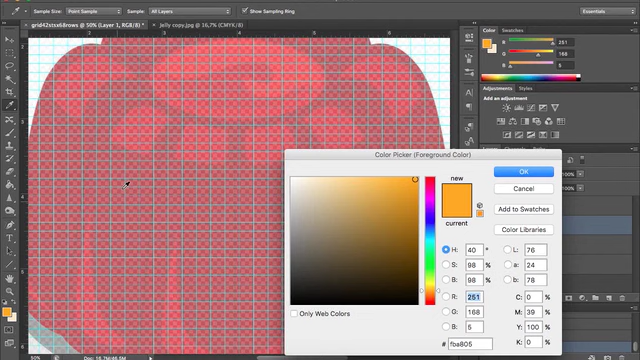 Sample Size: Point Sample
Sample: All Layers
Show Sampling Ring
Essentials
grid42stsx68rows @ 50% (Layer 1, RGB/8) *
Jelly copy.jpg @ 16,7% (CMYK/8)
Color
Swatches
251
168
5
Adjustments
Styles
Add an adjustment
Color Picker (Foreground Color)
new
current
OK
Cancel
Add to Swatches
Color Libraries
Only Web Colors
H: 40 °
S: 98 %
B: 98 %
R: 251
G: 168
B: 5
# fba805
L: 76
a: 24
b: 78
C: 0 %
M: 39 %
Y: 100 %
K: 0 %
50%